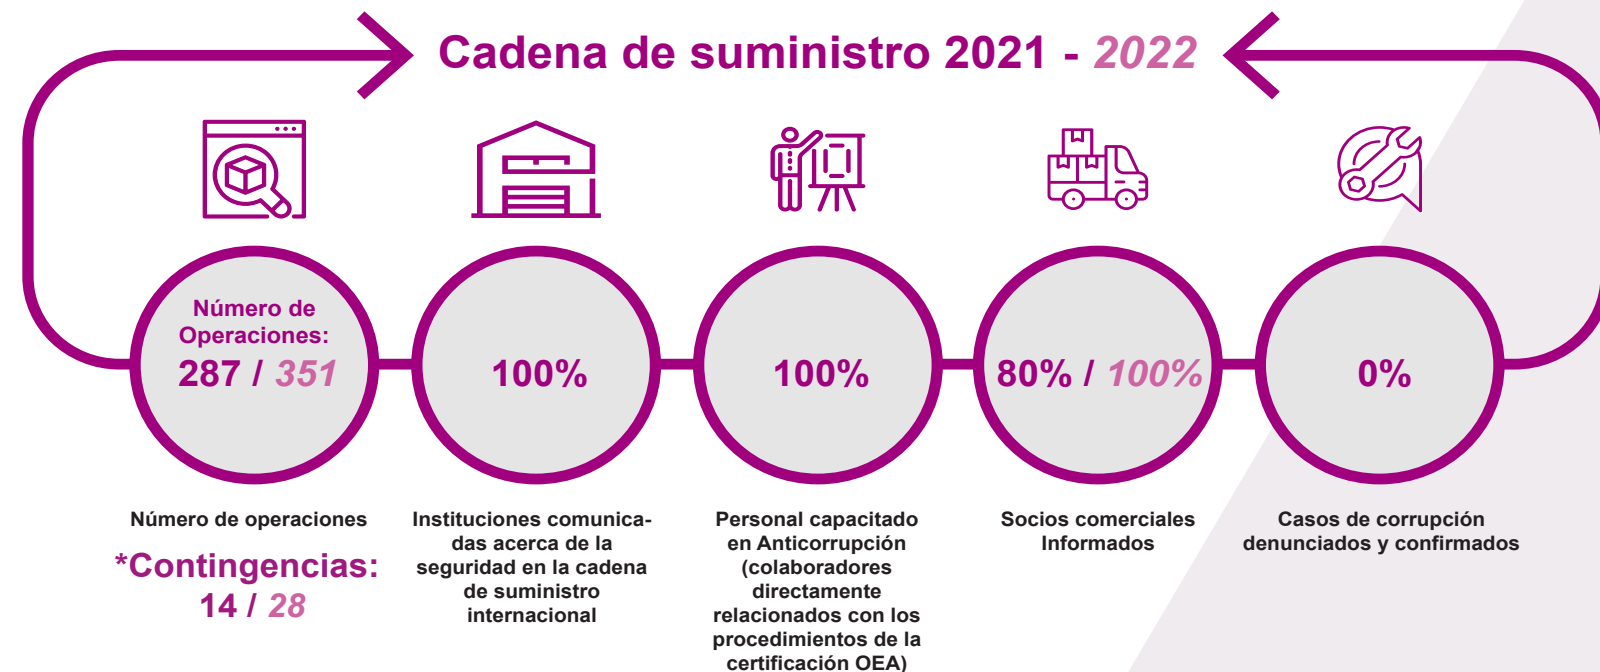 Cadena de suministro 2021 - 2022
Número de
Operaciones:
287 / 351
100%
100%
80% / 100%
0%
Número de operaciones
*Contingencias:
14 / 28
Instituciones comunica-
das acerca de la
seguridad en la cadena
de suministro
internacional
Personal capacitado
en Anticorrupción
(colaboradores
directamente
relacionados con los
procedimientos de la
certificación OEA)
Socios comerciales
Informados
Casos de corrupción
denunciados y confirmados